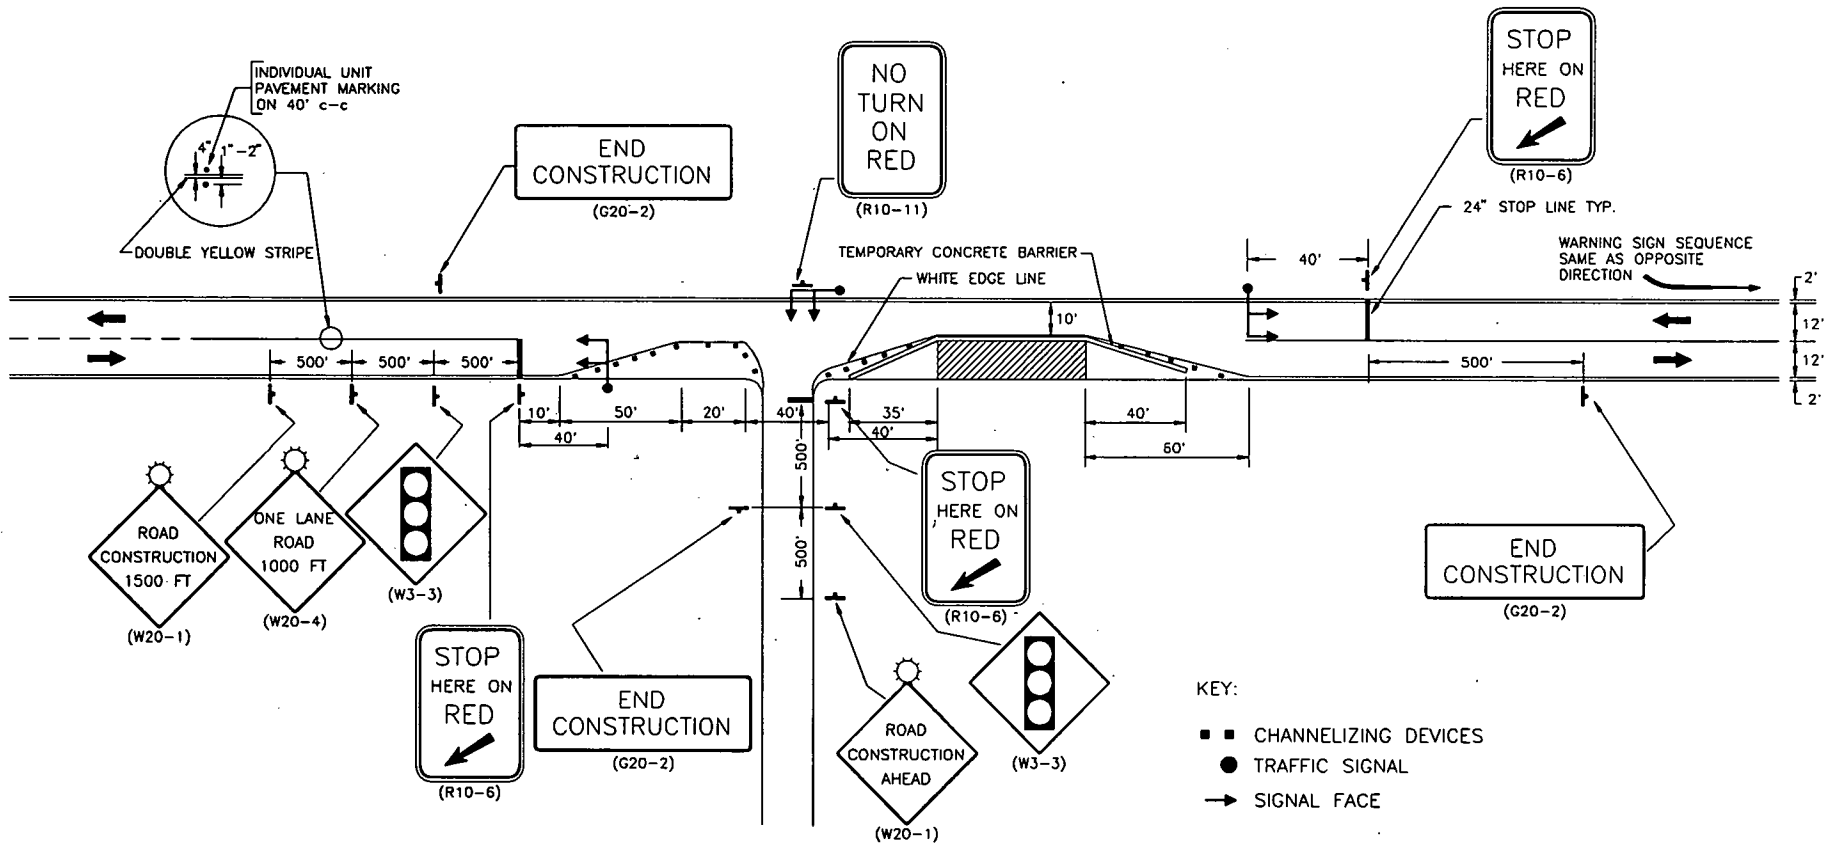 INDIVIDUAL UNIT
PAVEMENT MARKING
ON 40' c-c
4"
1"-2"
DOUBLE YELLOW STRIPE
END
CONSTRUCTION
(G20-2)
NO
TURN
ON
RED
(R10-11)
TEMPORARY CONCRETE BARRIER
WHITE EDGE LINE
STOP
HERE ON
RED
(R10-6)
24" STOP LINE TYP.
WARNING SIGN SEQUENCE
SAME AS OPPOSITE
DIRECTION
40'
2'
12'
12'
2'
10'
500'
500'
500'
500'
10'
50'
20'
40'
35'
40'
40'
40'
60'
500'
500'
ROAD
CONSTRUCTION
1500 FT
(W20-1)
ONE LANE
ROAD
1000 FT
(W20-4)
(W3-3)
STOP
HERE ON
RED
(R10-6)
END
CONSTRUCTION
(G20-2)
STOP
HERE ON
RED
(R10-6)
ROAD
CONSTRUCTION
AHEAD
(W20-1)
(W3-3)
END
CONSTRUCTION
(G20-2)
KEY:
CHANNELIZING DEVICES
TRAFFIC SIGNAL
SIGNAL FACE